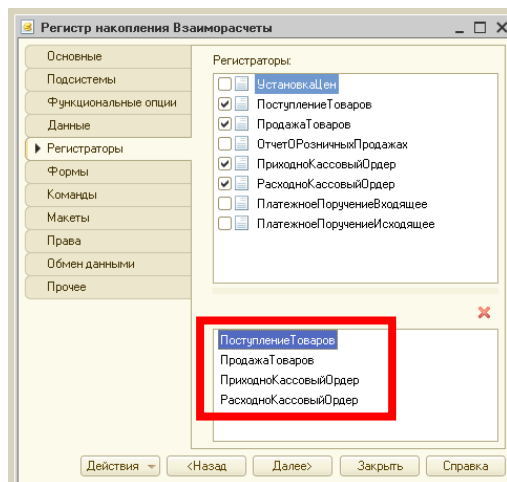 Регистр накопления Взаиморасчеты
Основные
Подсистемы
Функциональные опции
Данные
Регистраторы
Формы
Команды
Макеты
Права
Обмен данными
Прочее
Регистраторы:
УстановкаЦен
ПоступлениеТоваров
ПродажаТоваров
ОтчетОРозничныхПродажах
ПриходноКассовыйОрдер
РасходноКассовыйОрдер
ПлатежноеПоручениеВходящее
ПлатежноеПоручениеИсходящее
ПоступлениеТоваров
ПродажаТоваров
ПриходноКассовыйОрдер
РасходноКассовыйОрдер
Действия <Назад Далее> Закрыть Справка